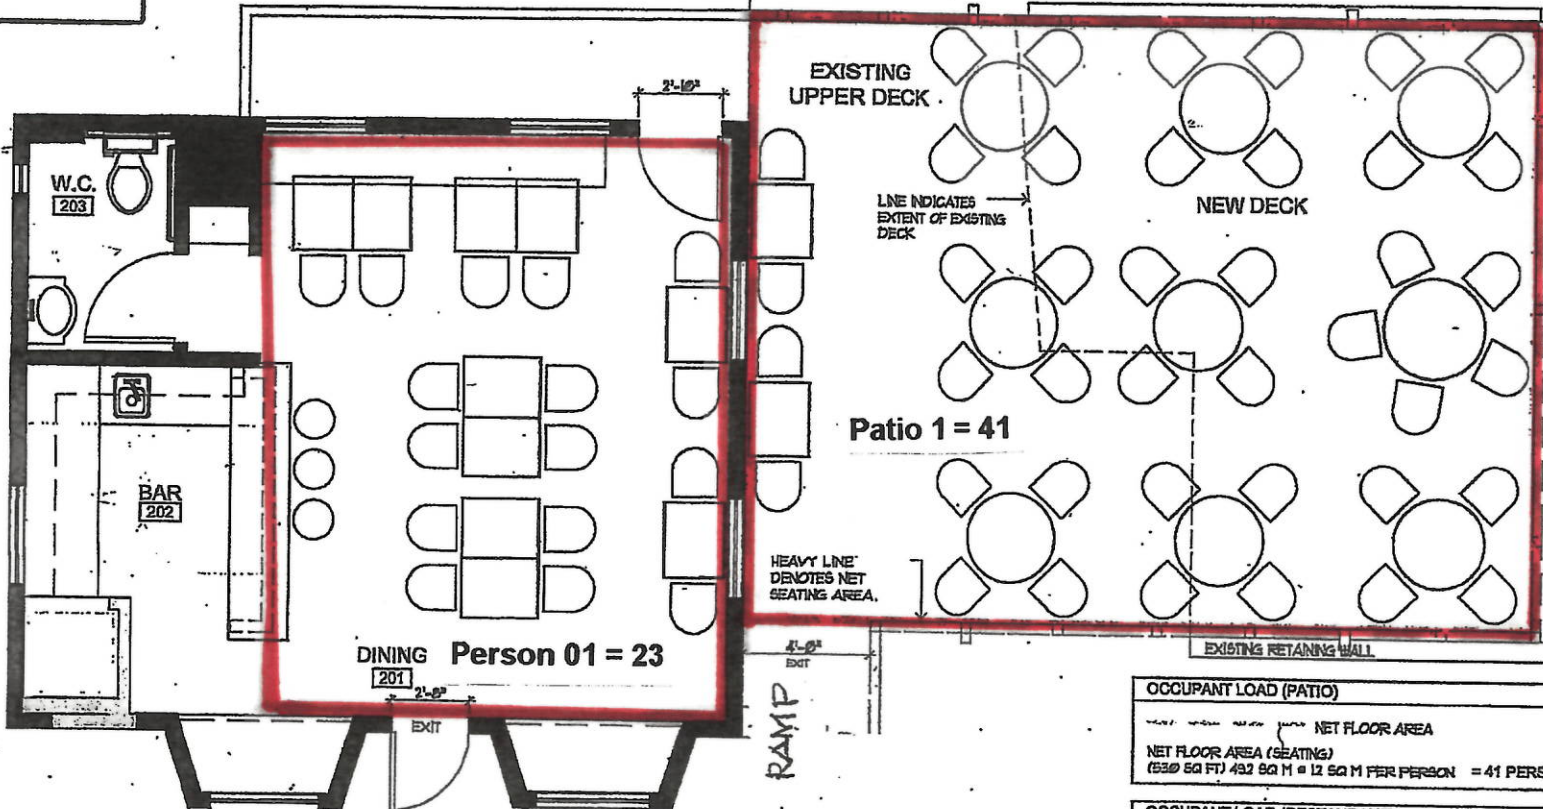 2'-10"
EXISTING
UPPER DECK
W.C.
203
LINE INDICATES
EXTENT OF EXISTING
DECK
NEW DECK
Patio 1 = 41
BAR
202
HEAVY LINE
DENOTES NET
SEATING AREA.
DINING
201
Person 01 = 23
2'-8"
EXIT
4'-0"
EXIT
RAMP
EXISTING RETAINING WALL
OCCUPANT LOAD (PATIO)
NET FLOOR AREA
NET FLOOR AREA (SEATING)
(530 SQ FT) 49.2 SQ M @ 1.2 SQ M PER PERSON = 41 PERS